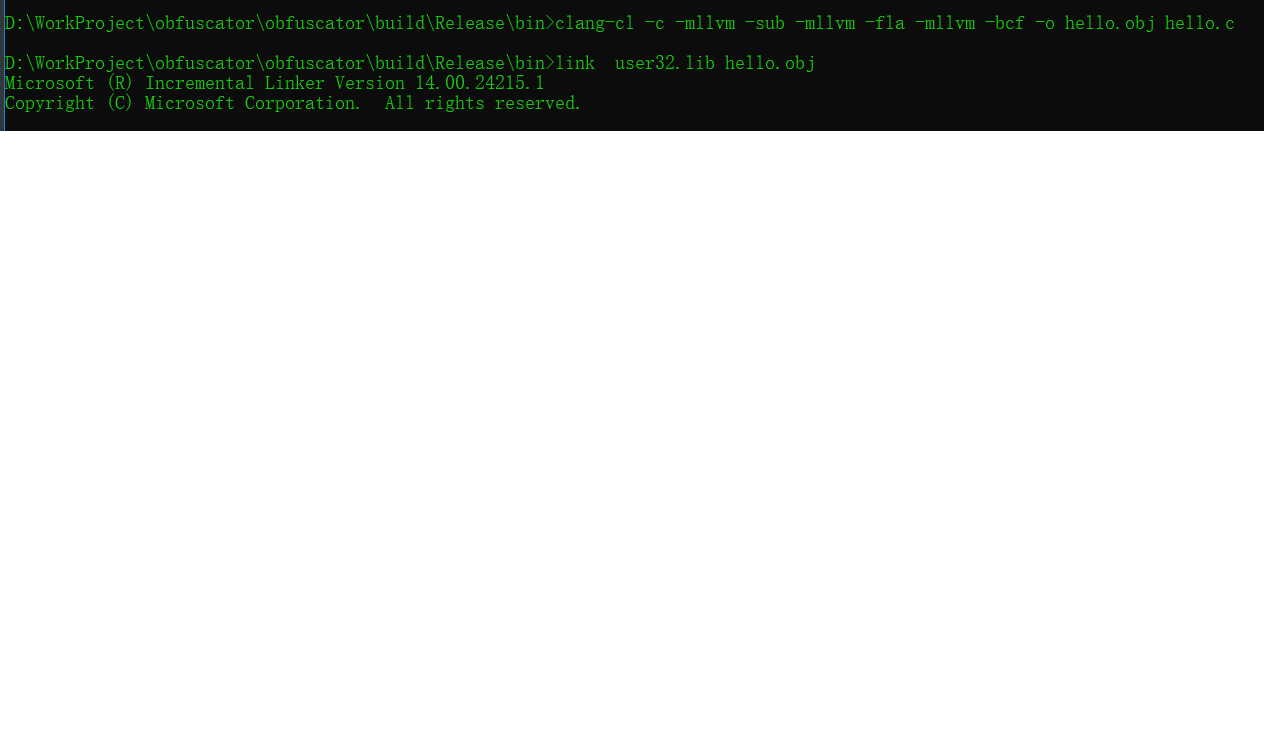 D:\WorkProject\obfuscator\obfuscator\build\Release\bin>clang-cl -c -mllvm -sub -mllvm -fla -mllvm -bcf -o hello.obj hello.c
D:\WorkProject\obfuscator\obfuscator\build\Release\bin>link  user32.lib hello.obj
Microsoft (R) Incremental Linker Version 14.00.24215.1
Copyright (C) Microsoft Corporation.  All rights reserved.